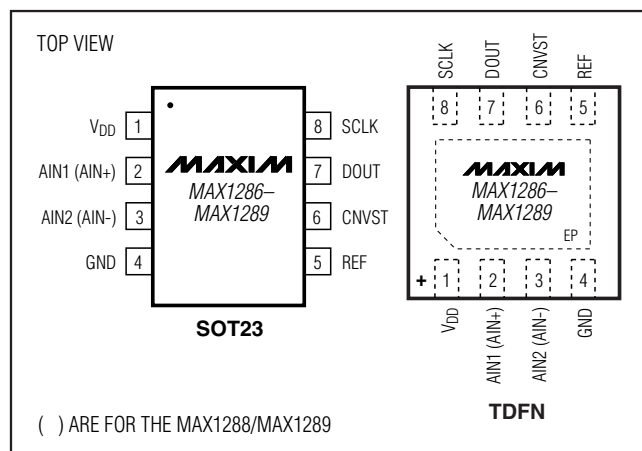 TOP VIEW
VDD 1
AIN1 (AIN+) 2
AIN2 (AIN-) 3
GND 4
8 SCLK
7 DOUT
6 CNVST
5 REF
MAXIM
MAX1286–
MAX1289
SOT23
SCLK DOUT CNVST REF
8 7 6 5
MAXIM
MAX1286–
MAX1289
EP
+ 1 2 3 4
VDD AIN1 (AIN+) AIN2 (AIN-) GND
TDFN
( ) ARE FOR THE MAX1288/MAX1289